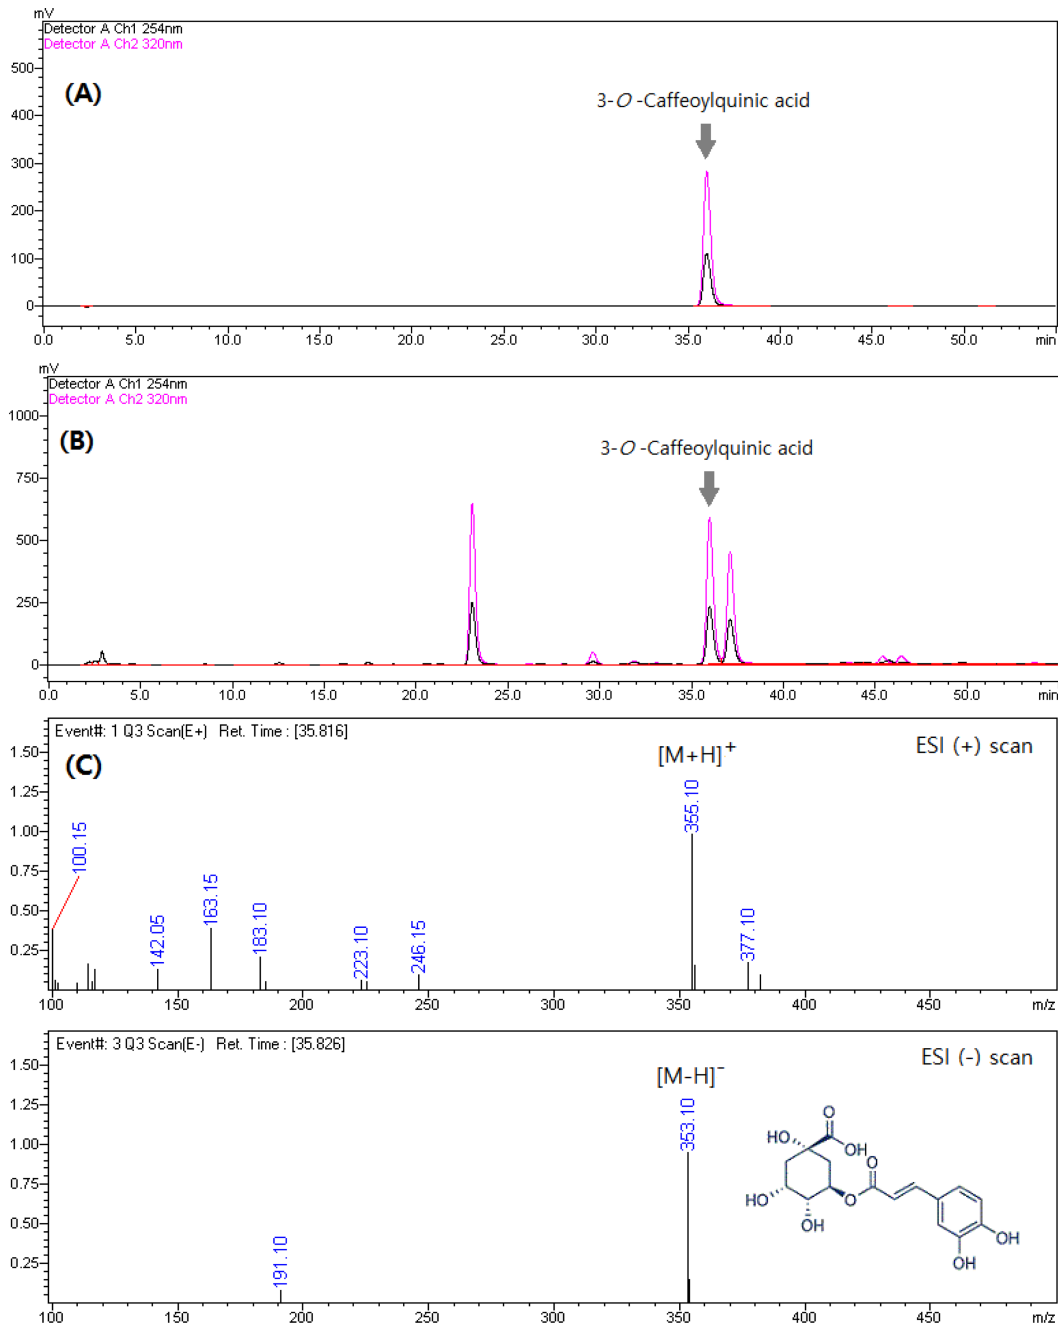 mV
Detector A Ch1 254nm
Detector A Ch2 320nm
(A)
3-O -Caffeoylquinic acid
500
400
300
200
100
0
0.0 5.0 10.0 15.0 20.0 25.0 30.0 35.0 40.0 45.0 50.0 min
mV
Detector A Ch1 254nm
Detector A Ch2 320nm
(B)
3-O -Caffeoylquinic acid
1000
750
500
250
0
0.0 5.0 10.0 15.0 20.0 25.0 30.0 35.0 40.0 45.0 50.0 min
Event#: 1 Q3 Scan(E+) Ret. Time : [35.816]
ESI (+) scan
(C)
[M+H]+
1.50
1.25
1.00
0.75
0.50
0.25
100.15
142.05
163.15
183.10
223.10
246.15
355.10
377.10
100 150 200 250 300 350 400 450 m/z
Event#: 3 Q3 Scan(E-) Ret. Time : [35.826]
ESI (-) scan
[M-H]-
1.50
1.25
1.00
0.75
0.50
0.25
191.10
353.10
O
HO
OH
O
HO
O
OH
OH
OH
100 150 200 250 300 350 400 450 m/z